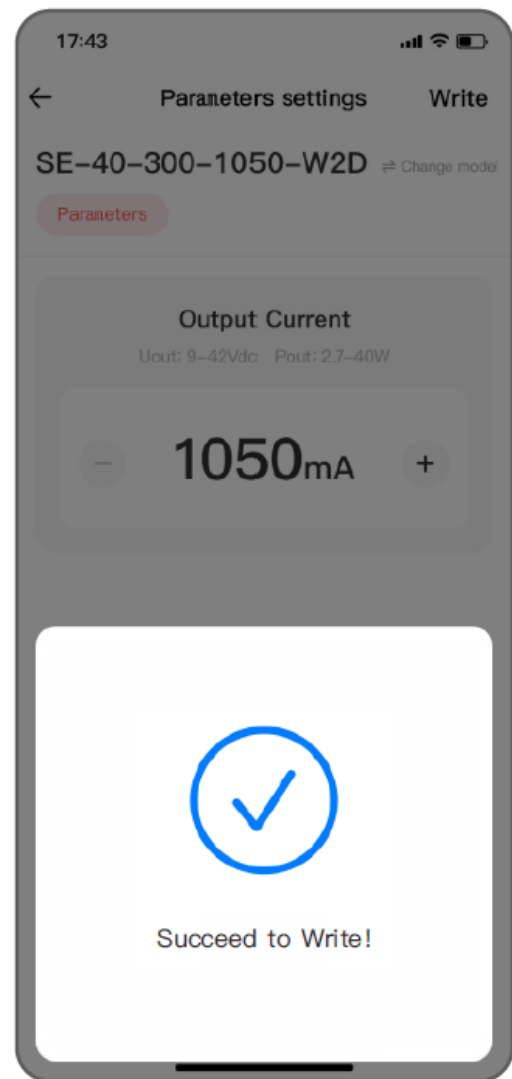 17:43
← Parameters settings Write
SE-40-300-1050-W2D ⇌ Change model
Parameters
Output Current
Uout: 9-42Vdc Pout: 2.7-40W
− 1050mA +
Succeed to Write!